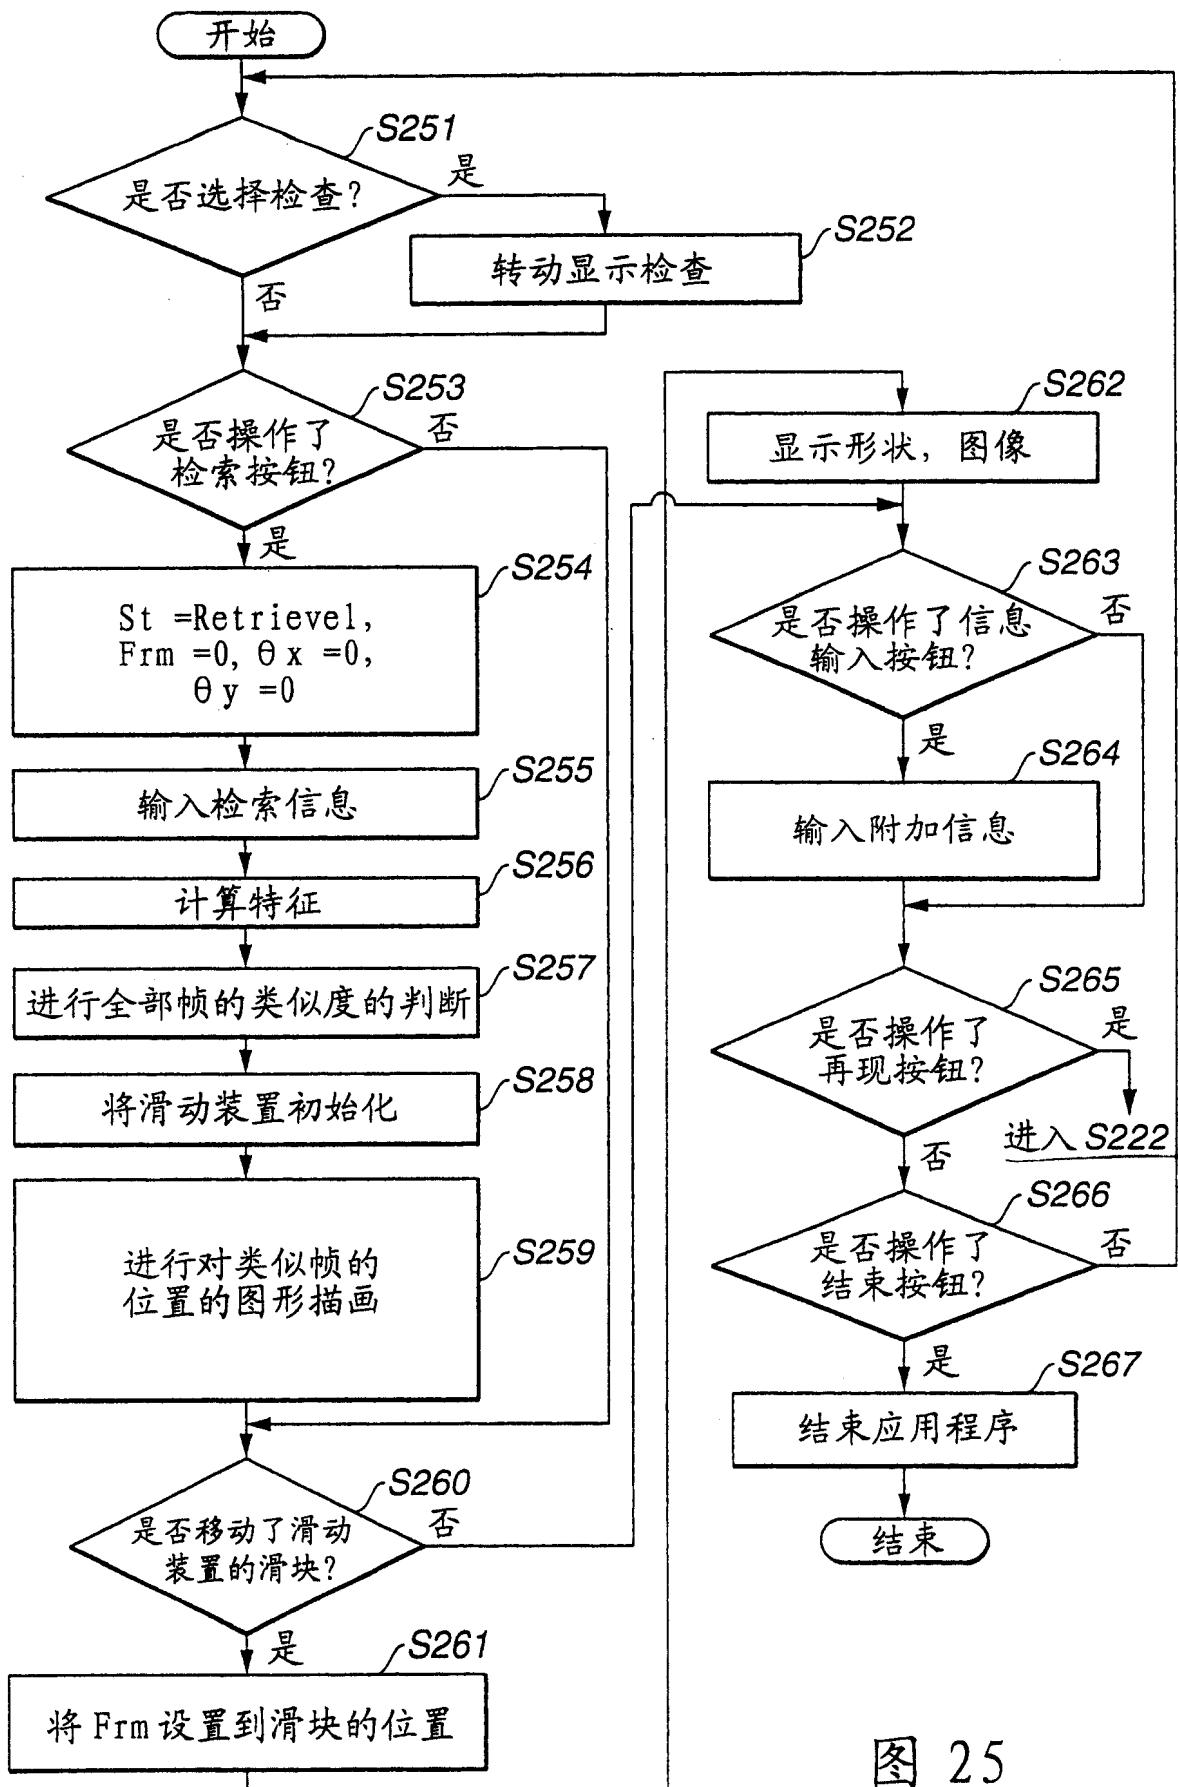 开始
S251
是否选择检查?
是
S252
转动显示检查
否
S253
是否操作了
检索按钮?
否
是
S254
St =Retrievel,
Frm =0, θx =0,
θy =0
S255
输入检索信息
S256
计算特征
S257
进行全部帧的类似度的判断
S258
将滑动装置初始化
S259
进行对类似帧的
位置的图形描画
S260
是否移动了滑动
装置的滑块?
否
是
S261
将 Frm 设置到滑块的位置
S262
显示形状, 图像
S263
是否操作了信息
输入按钮?
否
是
S264
输入附加信息
S265
是否操作了
再现按钮?
是
进入 S222
否
S266
是否操作了
结束按钮?
否
是
S267
结束应用程序
结束
图 25